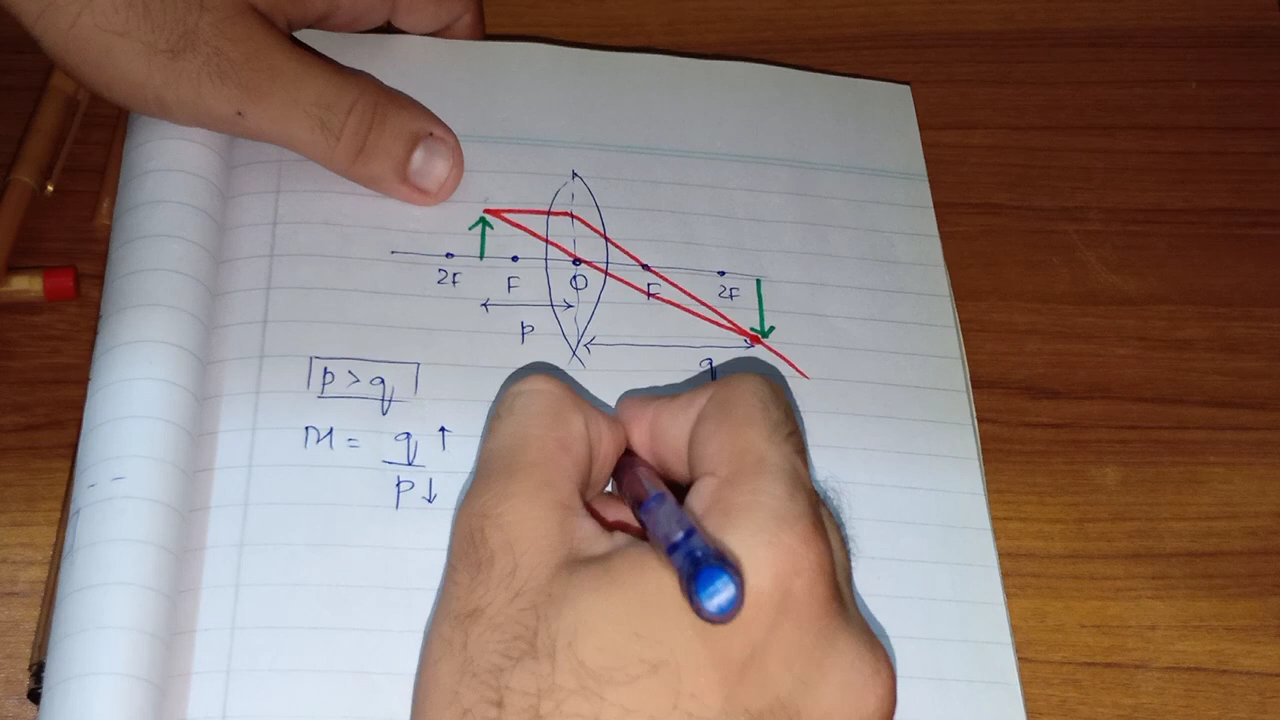 2F F O F 2F
p
q
p > q
M = q ↑
p ↓